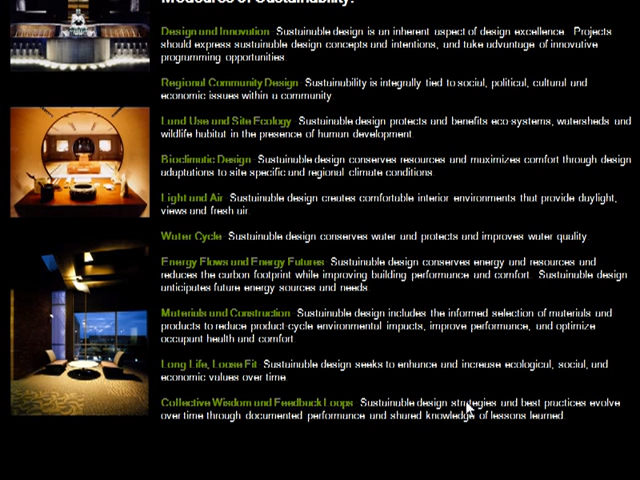 Measures of Sustainability:
Design and Innovation Sustainable design is an inherent aspect of design excellence. Projects
should express sustainable design concepts and intentions, and take advantage of innovative
programming opportunities.
Regional Community Design Sustainability is integrally tied to social, political, cultural and
economic issues within a community.
Land Use and Site Ecology Sustainable design protects and benefits eco-systems, watersheds and
wildlife habitat in the presence of human development.
Bioclimatic Design Sustainable design conserves resources and maximizes comfort through design
adaptations to site specific and regional climate conditions.
Light and Air Sustainable design creates comfortable interior environments that provide daylight,
views and fresh air.
Water Cycle Sustainable design conserves water and protects and improves water quality.
Energy Flows and Energy Futures Sustainable design conserves energy and resources and
reduces the carbon footprint while improving building performance and comfort. Sustainable design
anticipates future energy sources and needs.
Materials and Construction Sustainable design includes the informed selection of materials and
products to reduce product-cycle environmental impacts, improve performance, and optimize
occupant health and comfort.
Long Life, Loose Fit Sustainable design seeks to enhance and increase ecological, social, and
economic values over time.
Collective Wisdom and Feedback Loops Sustainable design strategies and best practices evolve
over time through documented performance and shared knowledge of lessons learned.